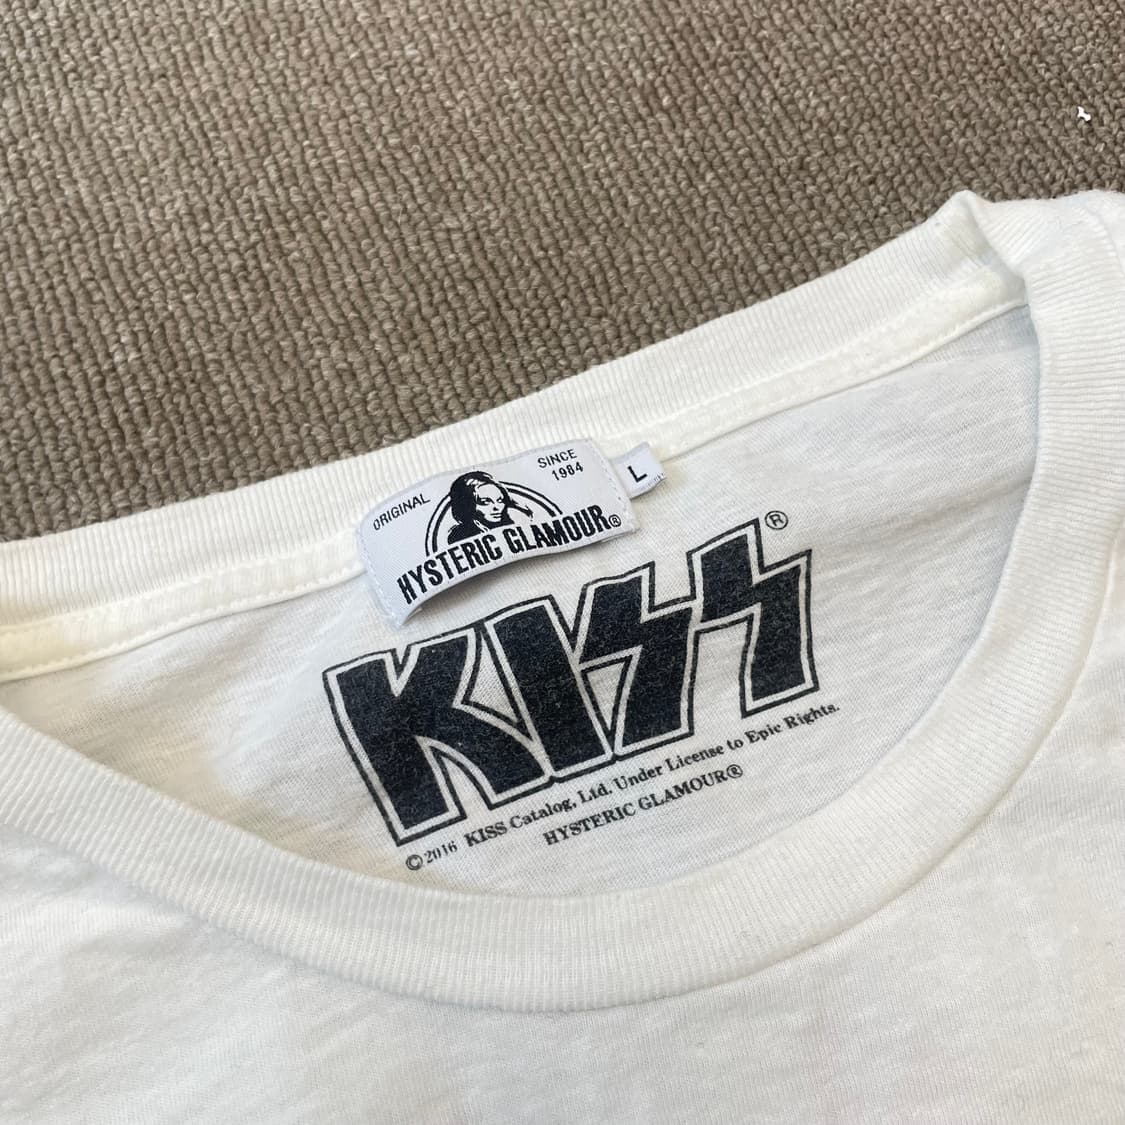 ORIGINAL
SINCE
1984
HYSTERIC GLAMOUR®
L
KISS®
©2016 KISS Catalog, Ltd. Under License to Epic Rights.
HYSTERIC GLAMOUR®